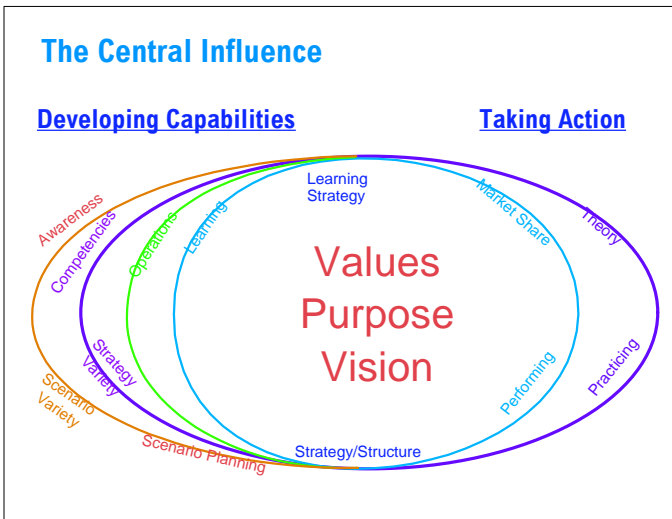 The Central Influence
Developing Capabilities
Taking Action
Learning
Strategy
Awareness
Competencies
Operations
Learning
Market Share
Theory
Values
Purpose
Vision
Strategy
Variety
Scenario
Variety
Scenario Planning
Strategy/Structure
Performing
Practicing